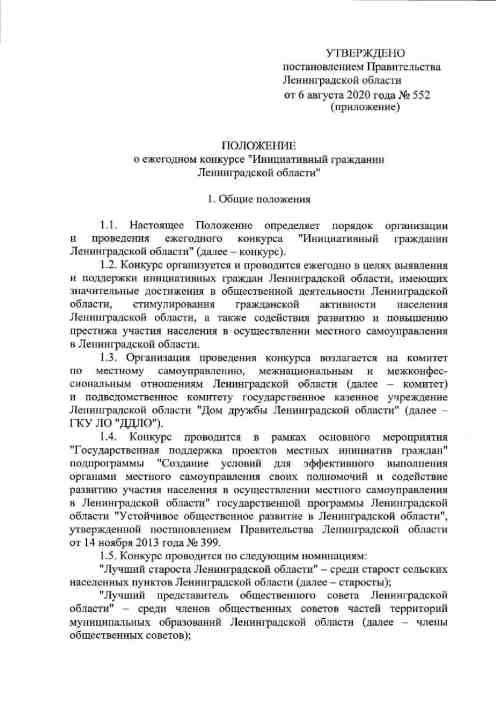 УТВЕРЖДЕНО
постановлением Правительства
Ленинградской области
от 6 августа 2020 года № 552
(приложение)
ПОЛОЖЕНИЕ
о ежегодном конкурсе "Инициативный гражданин
Ленинградской области"
1. Общие положения
1.1. Настоящее Положение определяет порядок организации
и проведения ежегодного конкурса "Инициативный гражданин
Ленинградской области" (далее – конкурс).
1.2. Конкурс организуется и проводится ежегодно в целях выявления
и поддержки инициативных граждан Ленинградской области, имеющих
значительные достижения в общественной деятельности Ленинградской
области, стимулирования гражданской активности населения
Ленинградской области, а также содействия развитию и повышению
престижа участия населения в осуществлении местного самоуправления
в Ленинградской области.
1.3. Организация проведения конкурса возлагается на комитет
по местному самоуправлению, межнациональным и межконфес-
сиональным отношениям Ленинградской области (далее – комитет)
и подведомственное комитету государственное казенное учреждение
Ленинградской области "Дом дружбы Ленинградской области" (далее –
ГКУ ЛО "ДДЛО").
1.4. Конкурс проводится в рамках основного мероприятия
"Государственная поддержка проектов местных инициатив граждан"
подпрограммы "Создание условий для эффективного выполнения
органами местного самоуправления своих полномочий и содействие
развитию участия населения в осуществлении местного самоуправления
в Ленинградской области" государственной программы Ленинградской
области "Устойчивое общественное развитие в Ленинградской области",
утвержденной постановлением Правительства Ленинградской области
от 14 ноября 2013 года № 399.
1.5. Конкурс проводится по следующим номинациям:
"Лучший староста Ленинградской области" – среди старост сельских
населенных пунктов Ленинградской области (далее – старосты);
"Лучший представитель общественного совета Ленинградской
области" – среди членов общественных советов частей территорий
муниципальных образований Ленинградской области (далее – члены
общественных советов);